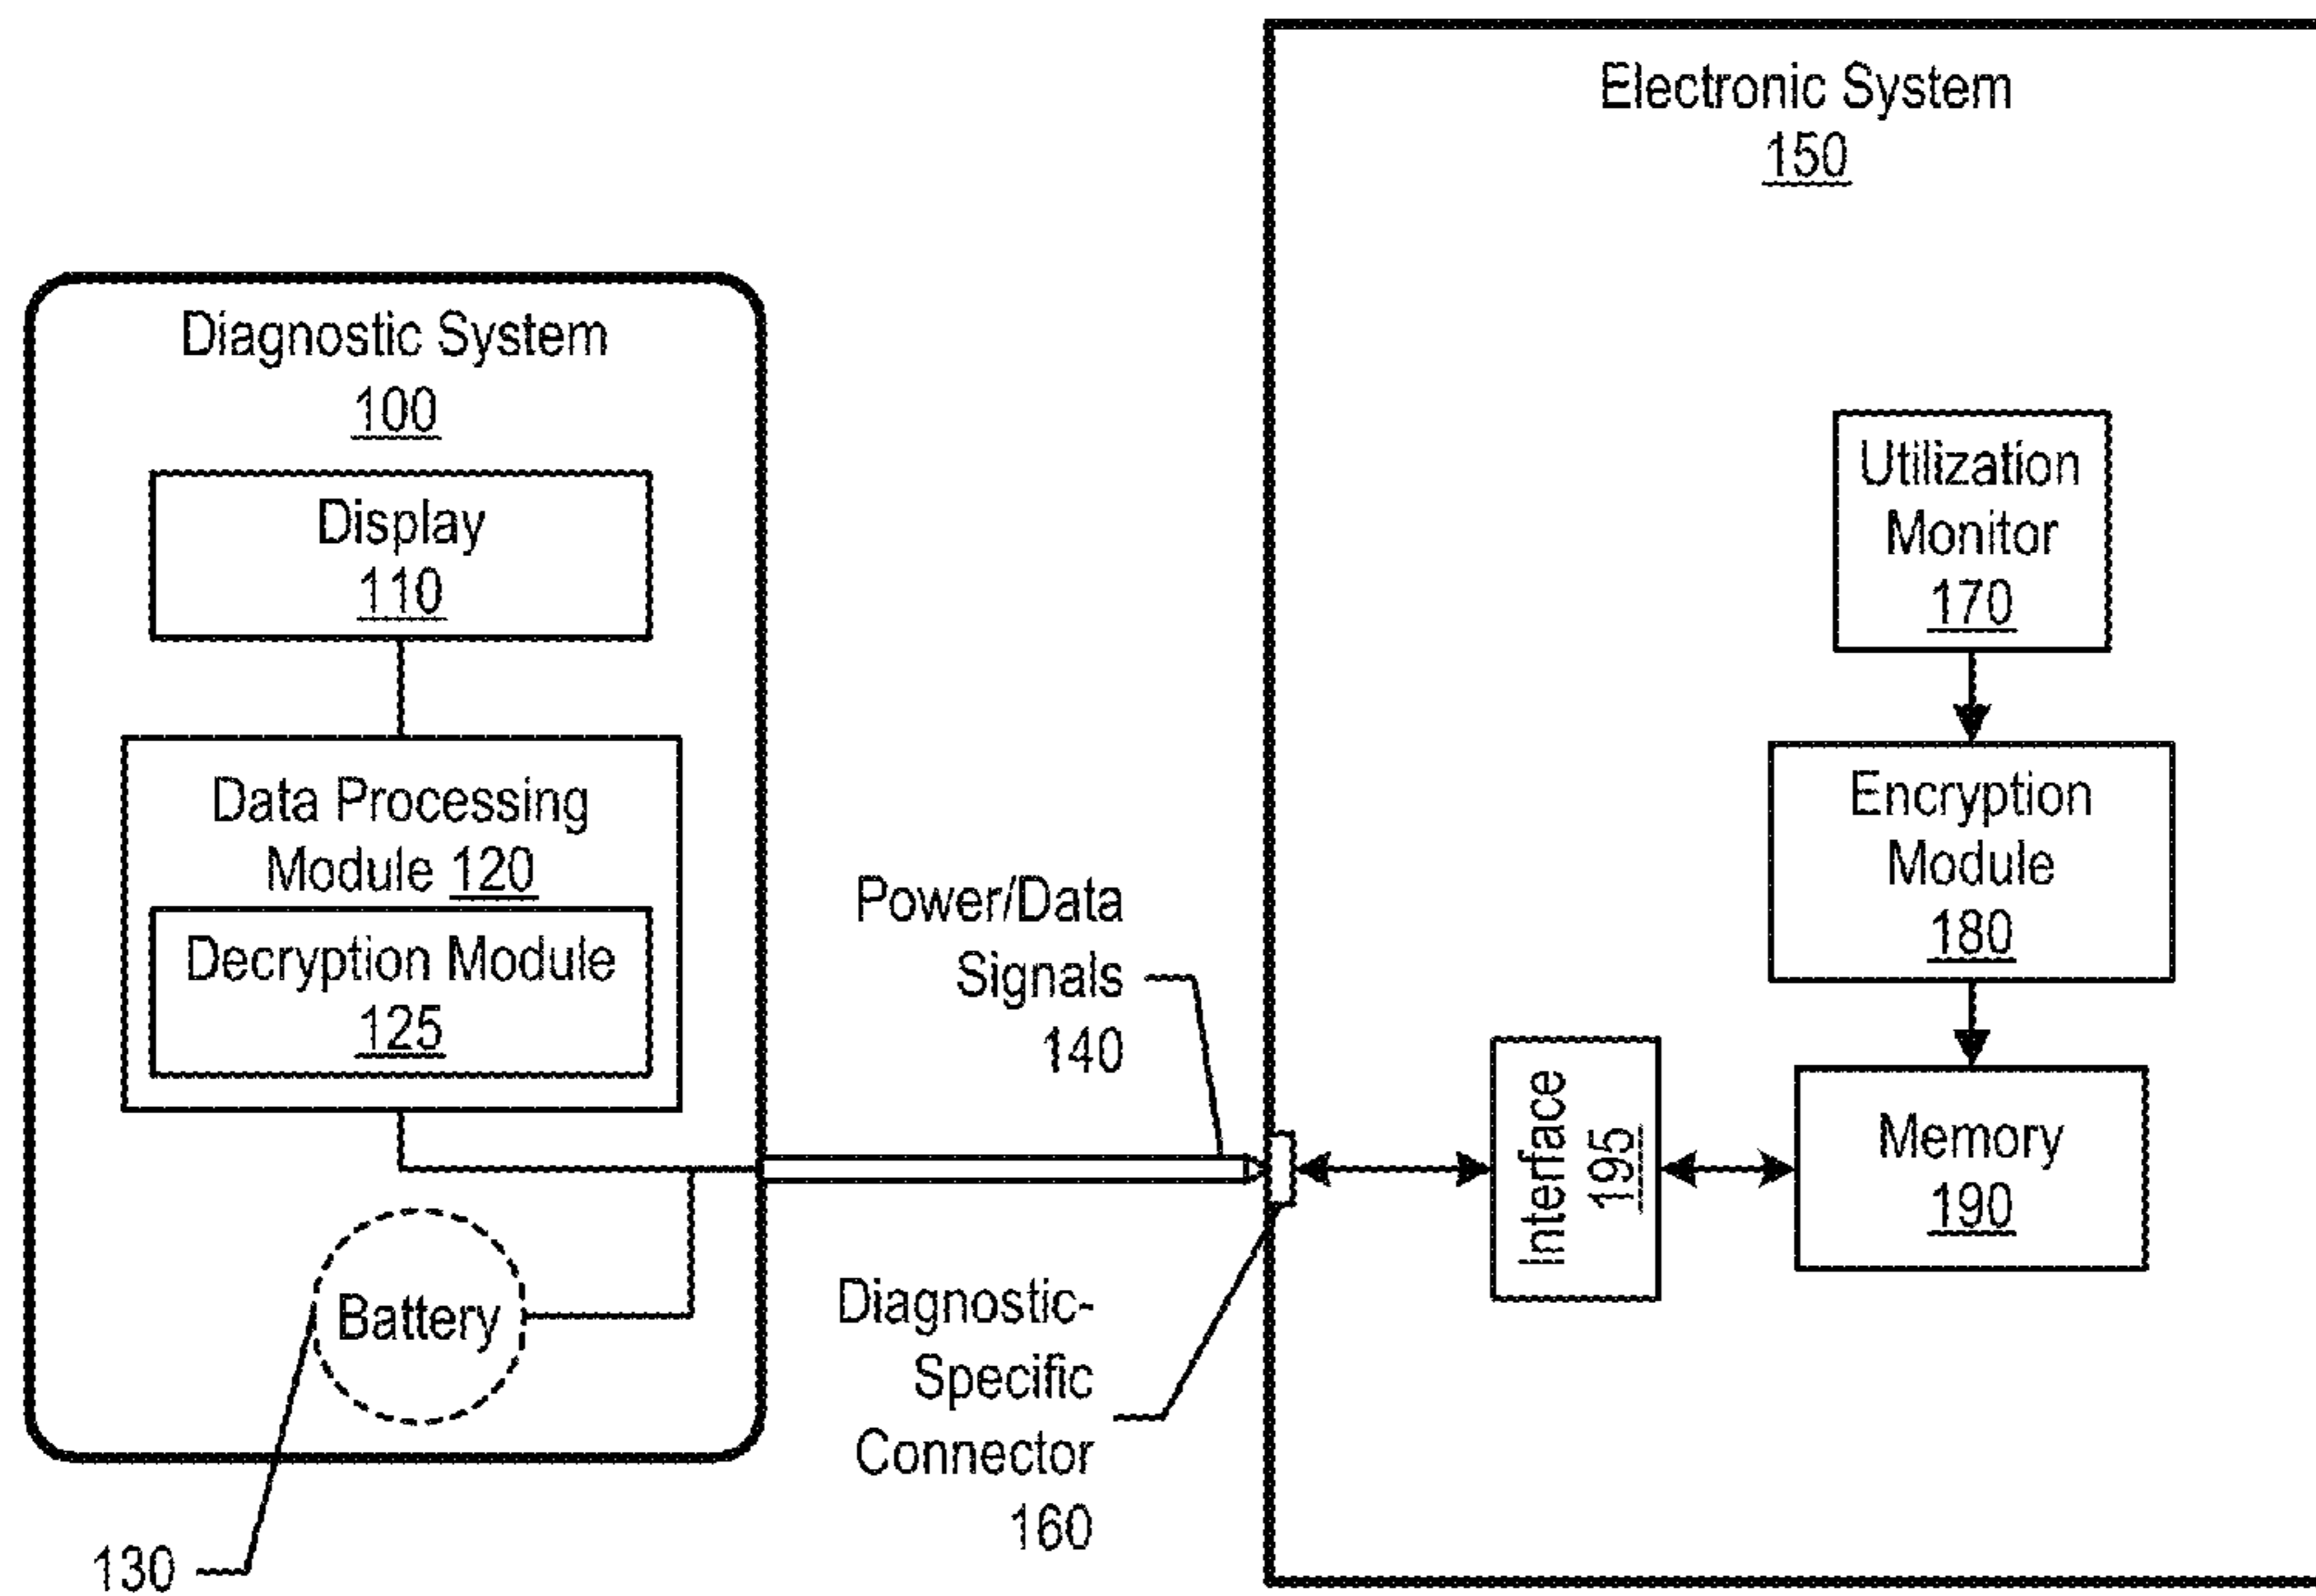 Electronic System
150
Diagnostic System
100
Display
110
Data Processing
Module 120
Decryption Module
125
Battery
130
Power/Data
Signals
140
Diagnostic-
Specific
Connector
160
Utilization
Monitor
170
Encryption
Module
180
Interface
195
Memory
190